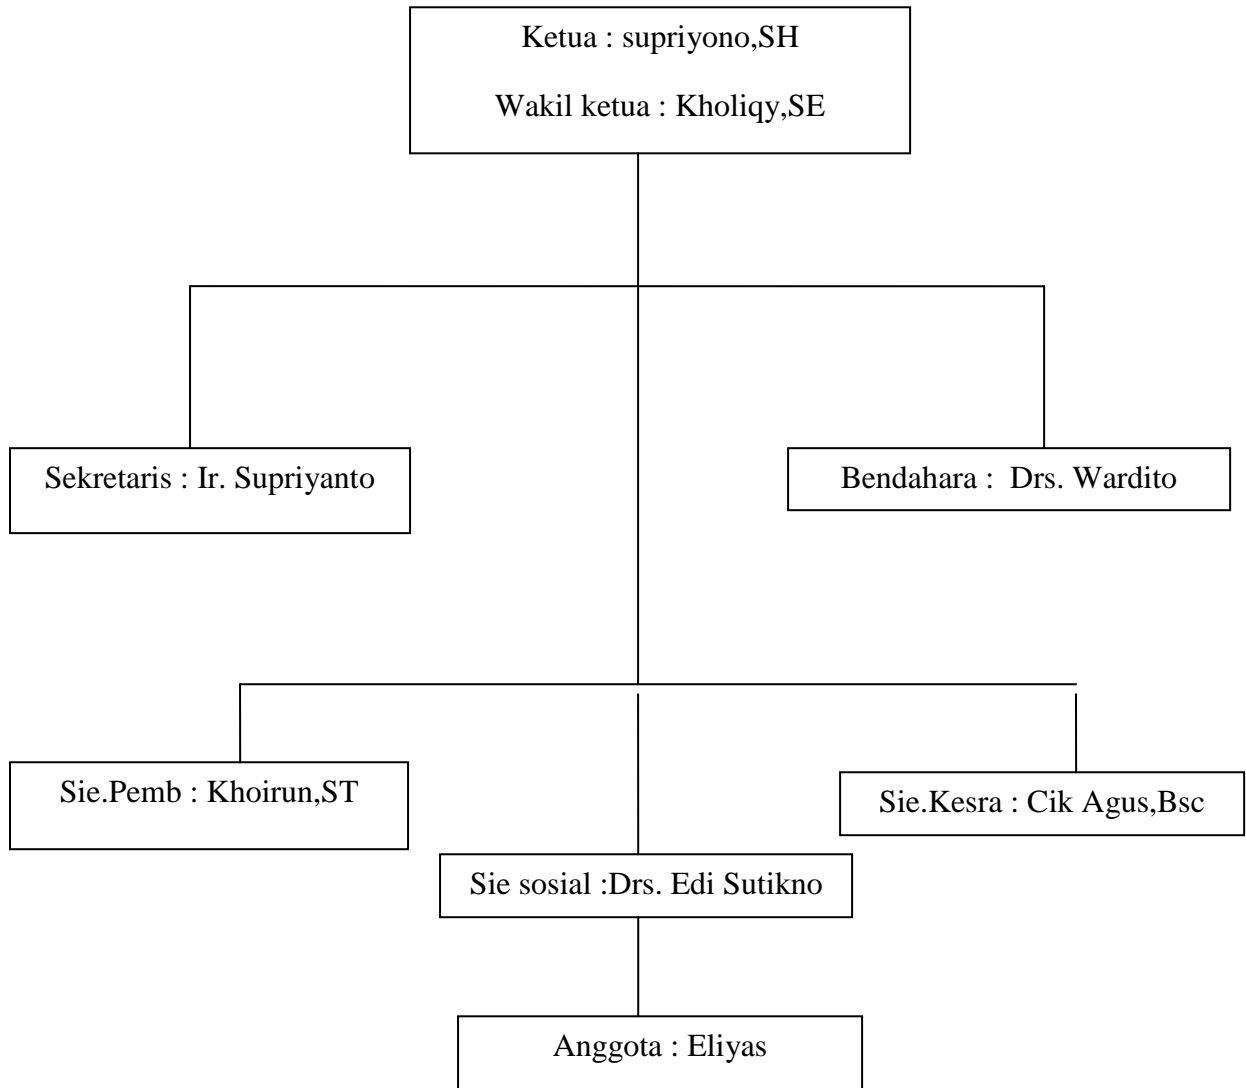 Ketua : supriyono,SH
Wakil ketua : Kholiqy,SE
Sekretaris : Ir. Supriyanto
Bendahara :  Drs. Wardito
Sie.Pemb : Khoirun,ST
Sie.Kesra : Cik Agus,Bsc
Sie sosial :Drs. Edi Sutikno
Anggota : Eliyas